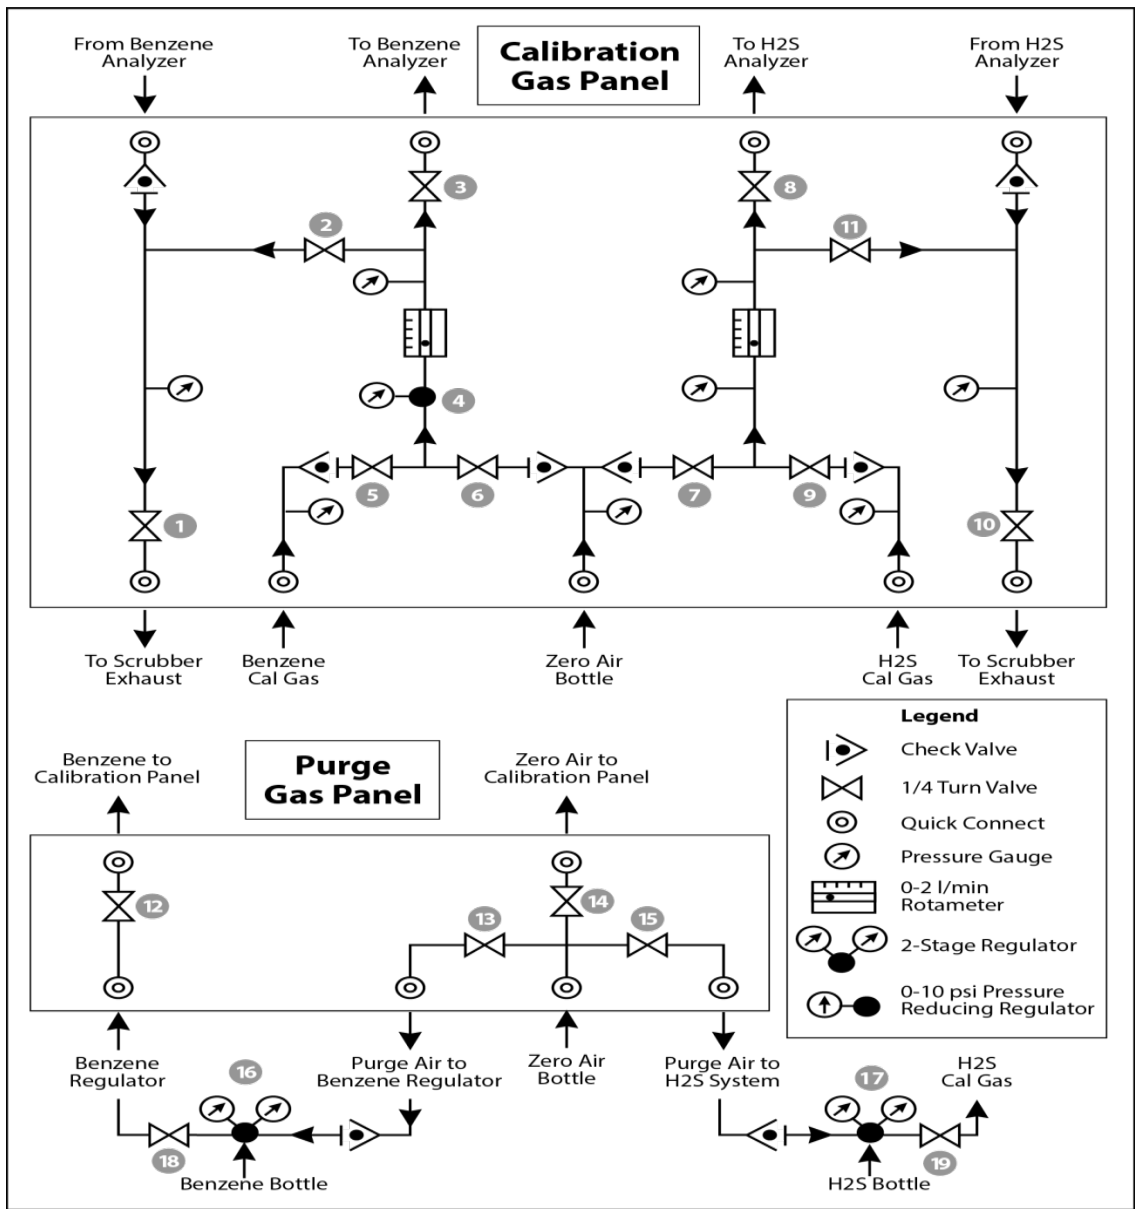 From Benzene
Analyzer
To Benzene
Analyzer
Calibration
Gas Panel
To H2S
Analyzer
From H2S
Analyzer
3
8
2
11
4
5
6
7
9
1
10
To Scrubber
Exhaust
Benzene
Cal Gas
Zero Air
Bottle
H2S
Cal Gas
To Scrubber
Exhaust
Legend
Check Valve
1/4 Turn Valve
Quick Connect
Pressure Gauge
0-2 l/min
Rotameter
2-Stage Regulator
0-10 psi Pressure
Reducing Regulator
Benzene to
Calibration Panel
Purge
Gas Panel
Zero Air to
Calibration Panel
12
13
14
15
Benzene
Regulator
Purge Air to
Benzene Regulator
Zero Air
Bottle
Purge Air to
H2S System
H2S
Cal Gas
16
17
18
19
Benzene Bottle
H2S Bottle